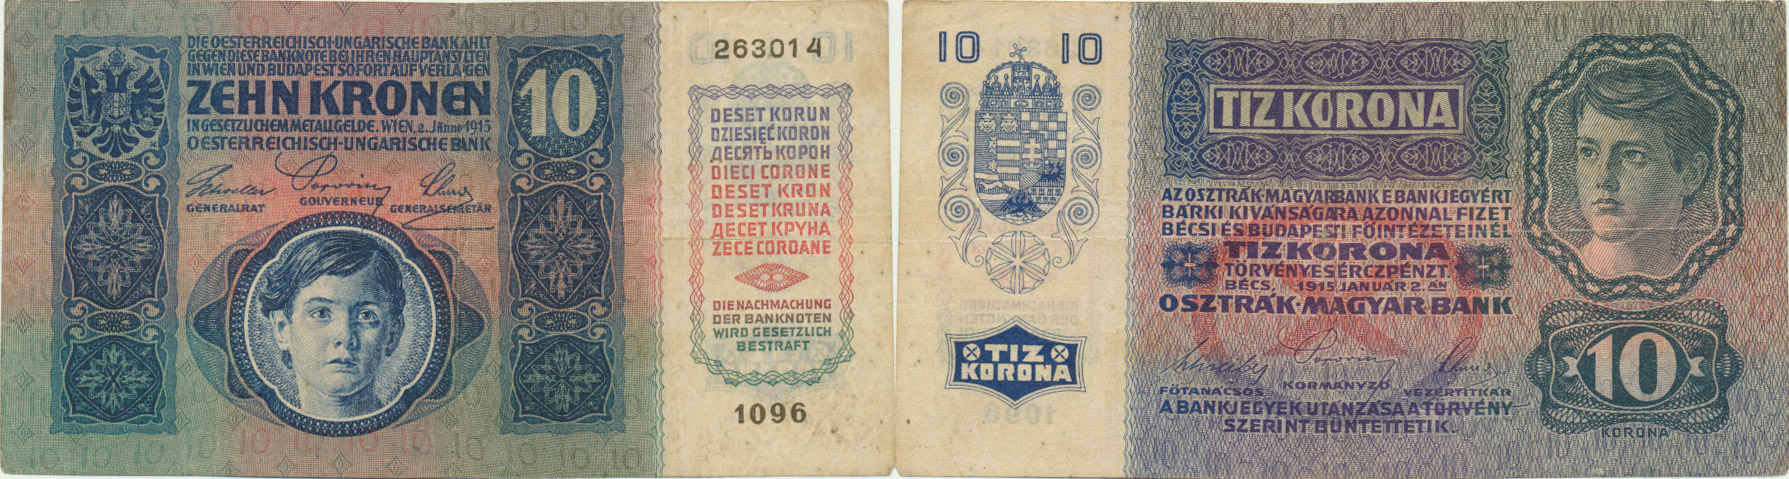 DIE OESTERREICHISCH-UNGARISCHE BANK ZAHLT
GEGEN DIESE BANKNOTE BEI IHREN HAUPTANSTALTEN
IN WIEN UND BUDAPEST SOFORT AUF VERLANGEN
ZEHN KRONEN
IN GESETZLICHEM METALLGELDE. WIEN, 2. Jänner 1915
OESTERREICHISCH-UNGARISCHE BANK
10
GENERALRAT
GOUVERNEUR
GENERALSEKRETÄR
263014
DESET KORUN
DZIESIĘĆ KORON
ДЕСЯТЬ КОРОН
DIECI CORONE
DESET KRON
DESET KRUNA
ДЕСЕТ КРУНА
ZECE COROANE
DIE NACHMACHUNG
DER BANKNOTEN
WIRD GESETZLICH
BESTRAFT
1096
10 10
TIZ
KORONA
TIZ KORONA
AZ OSZTRÁK-MAGYAR BANK E BANKJEGYÉRT
BÁRKI KIVÁNSÁGÁRA AZONNAL FIZET
BÉCSI ÉS BUDAPESTI FŐINTÉZETEINÉL
TIZ KORONA
TÖRVÉNYES ÉRCZPÉNZT.
BÉCS, 1915 JANUÁR 2.-ÁN
OSZTRÁK-MAGYAR-BANK
FŐTANÁCSOS
KORMÁNYZÓ
VEZÉRTITKÁR
A BANKJEGYEK UTÁNZÁSA A TÖRVÉNY
SZERINT BÜNTETTETIK.
10
KORONA